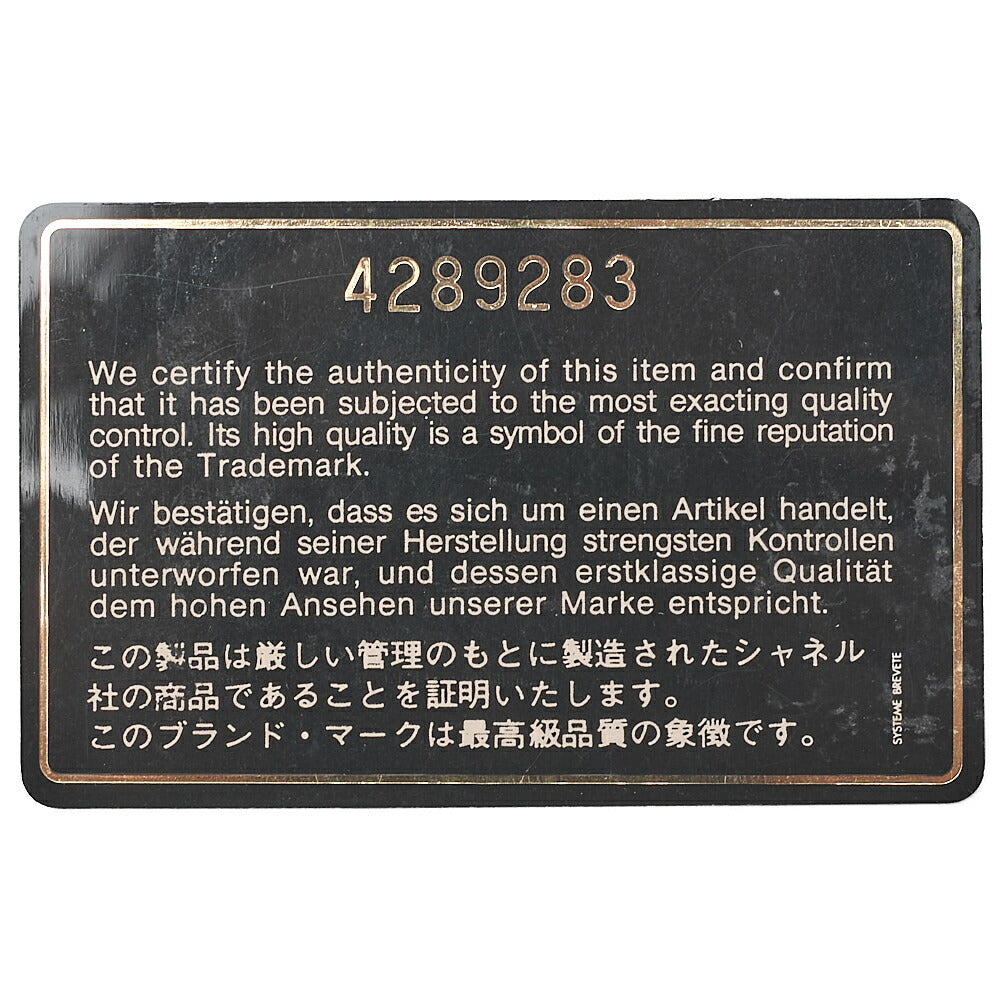 4289283
We certify the authenticity of this item and confirm
that it has been subjected to the most exacting quality
control. Its high quality is a symbol of the fine reputation
of the Trademark.
Wir bestätigen, dass es sich um einen Artikel handelt,
der während seiner Herstellung strengsten Kontrollen
unterworfen war, und dessen erstklassige Qualität
dem hohen Ansehen unserer Marke entspricht.
この製品は厳しい管理のもとに製造されたシャネル
社の商品であることを証明いたします。
このブランド・マークは最高級品質の象徴です。
SYSTEME BREVETE